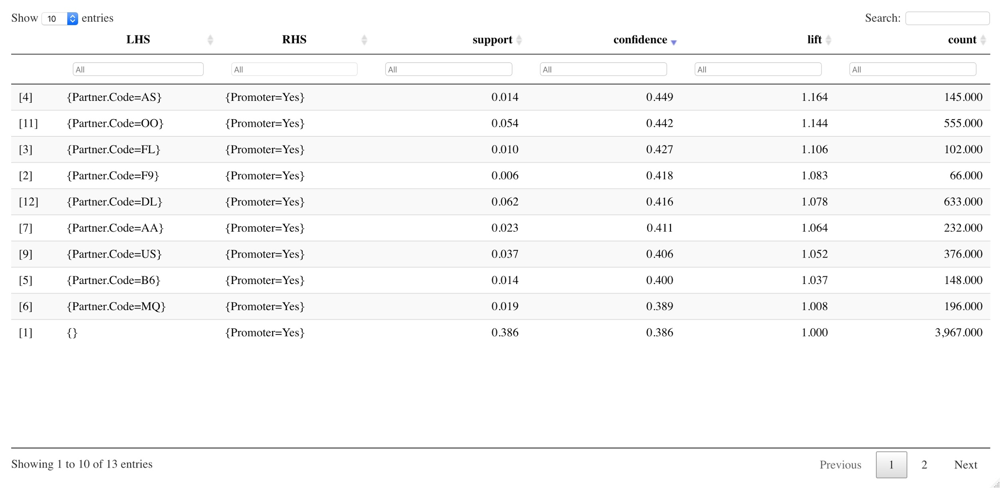 Show 10 entries Search:
LHS RHS support confidence lift count
All All All All All All
[4] {Partner.Code=AS} {Promoter=Yes} 0.014 0.449 1.164 145.000
[11] {Partner.Code=OO} {Promoter=Yes} 0.054 0.442 1.144 555.000
[3] {Partner.Code=FL} {Promoter=Yes} 0.010 0.427 1.106 102.000
[2] {Partner.Code=F9} {Promoter=Yes} 0.006 0.418 1.083 66.000
[12] {Partner.Code=DL} {Promoter=Yes} 0.062 0.416 1.078 633.000
[7] {Partner.Code=AA} {Promoter=Yes} 0.023 0.411 1.064 232.000
[9] {Partner.Code=US} {Promoter=Yes} 0.037 0.406 1.052 376.000
[5] {Partner.Code=B6} {Promoter=Yes} 0.014 0.400 1.037 148.000
[6] {Partner.Code=MQ} {Promoter=Yes} 0.019 0.389 1.008 196.000
[1] {} {Promoter=Yes} 0.386 0.386 1.000 3,967.000
Showing 1 to 10 of 13 entries Previous 1 2 Next